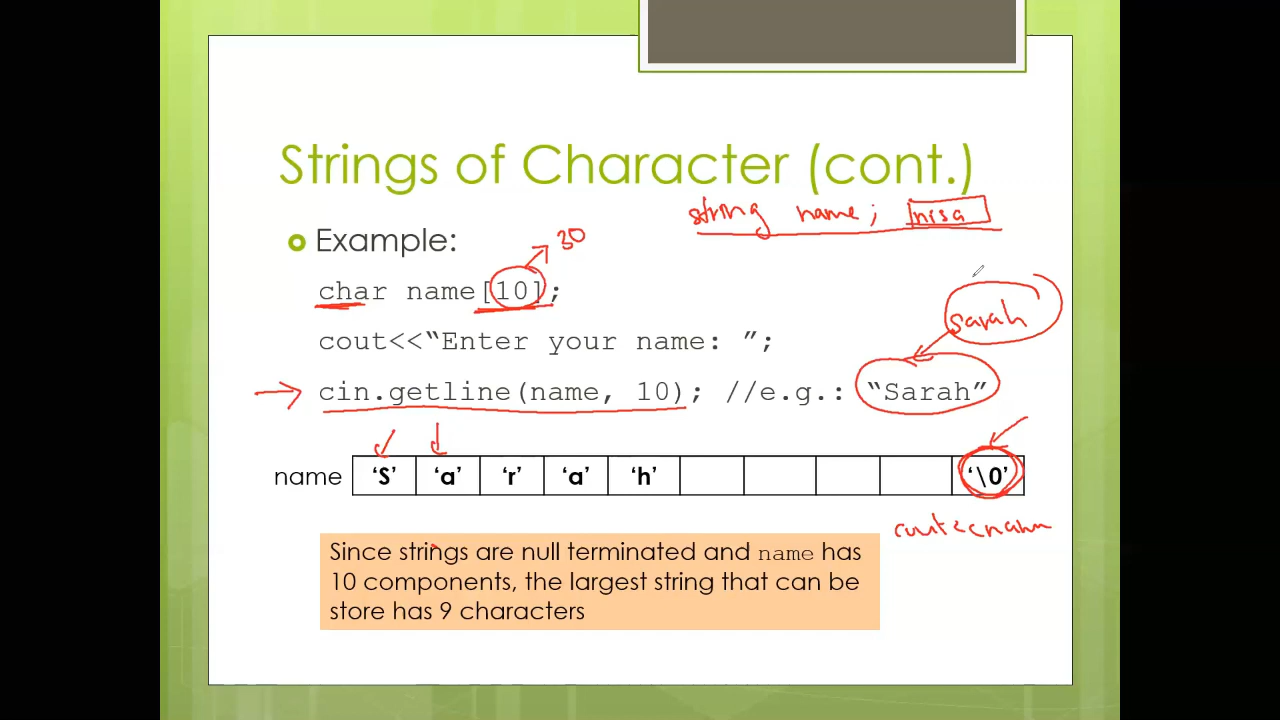 Strings of Character (cont.)
string name; nisa
Example:
30
char name[10];
sarah
cout<<“Enter your name: ”;
cin.getline(name, 10); //e.g.: “Sarah”
name ‘S’ ‘a’ ‘r’ ‘a’ ‘h’ ‘\0’
Since strings are null terminated and name has
10 components, the largest string that can be
store has 9 characters